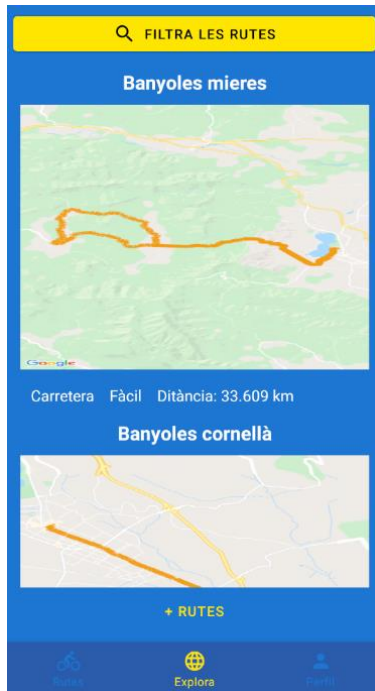 FILTRA LES RUTES
Banyoles mieres
Google
Carretera Fàcil Ditància: 33.609 km
Banyoles cornellà
+ RUTES
Rutes Explora Perfil